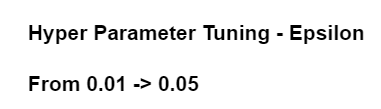 Hyper Parameter Tuning - Epsilon
From 0.01 -> 0.05